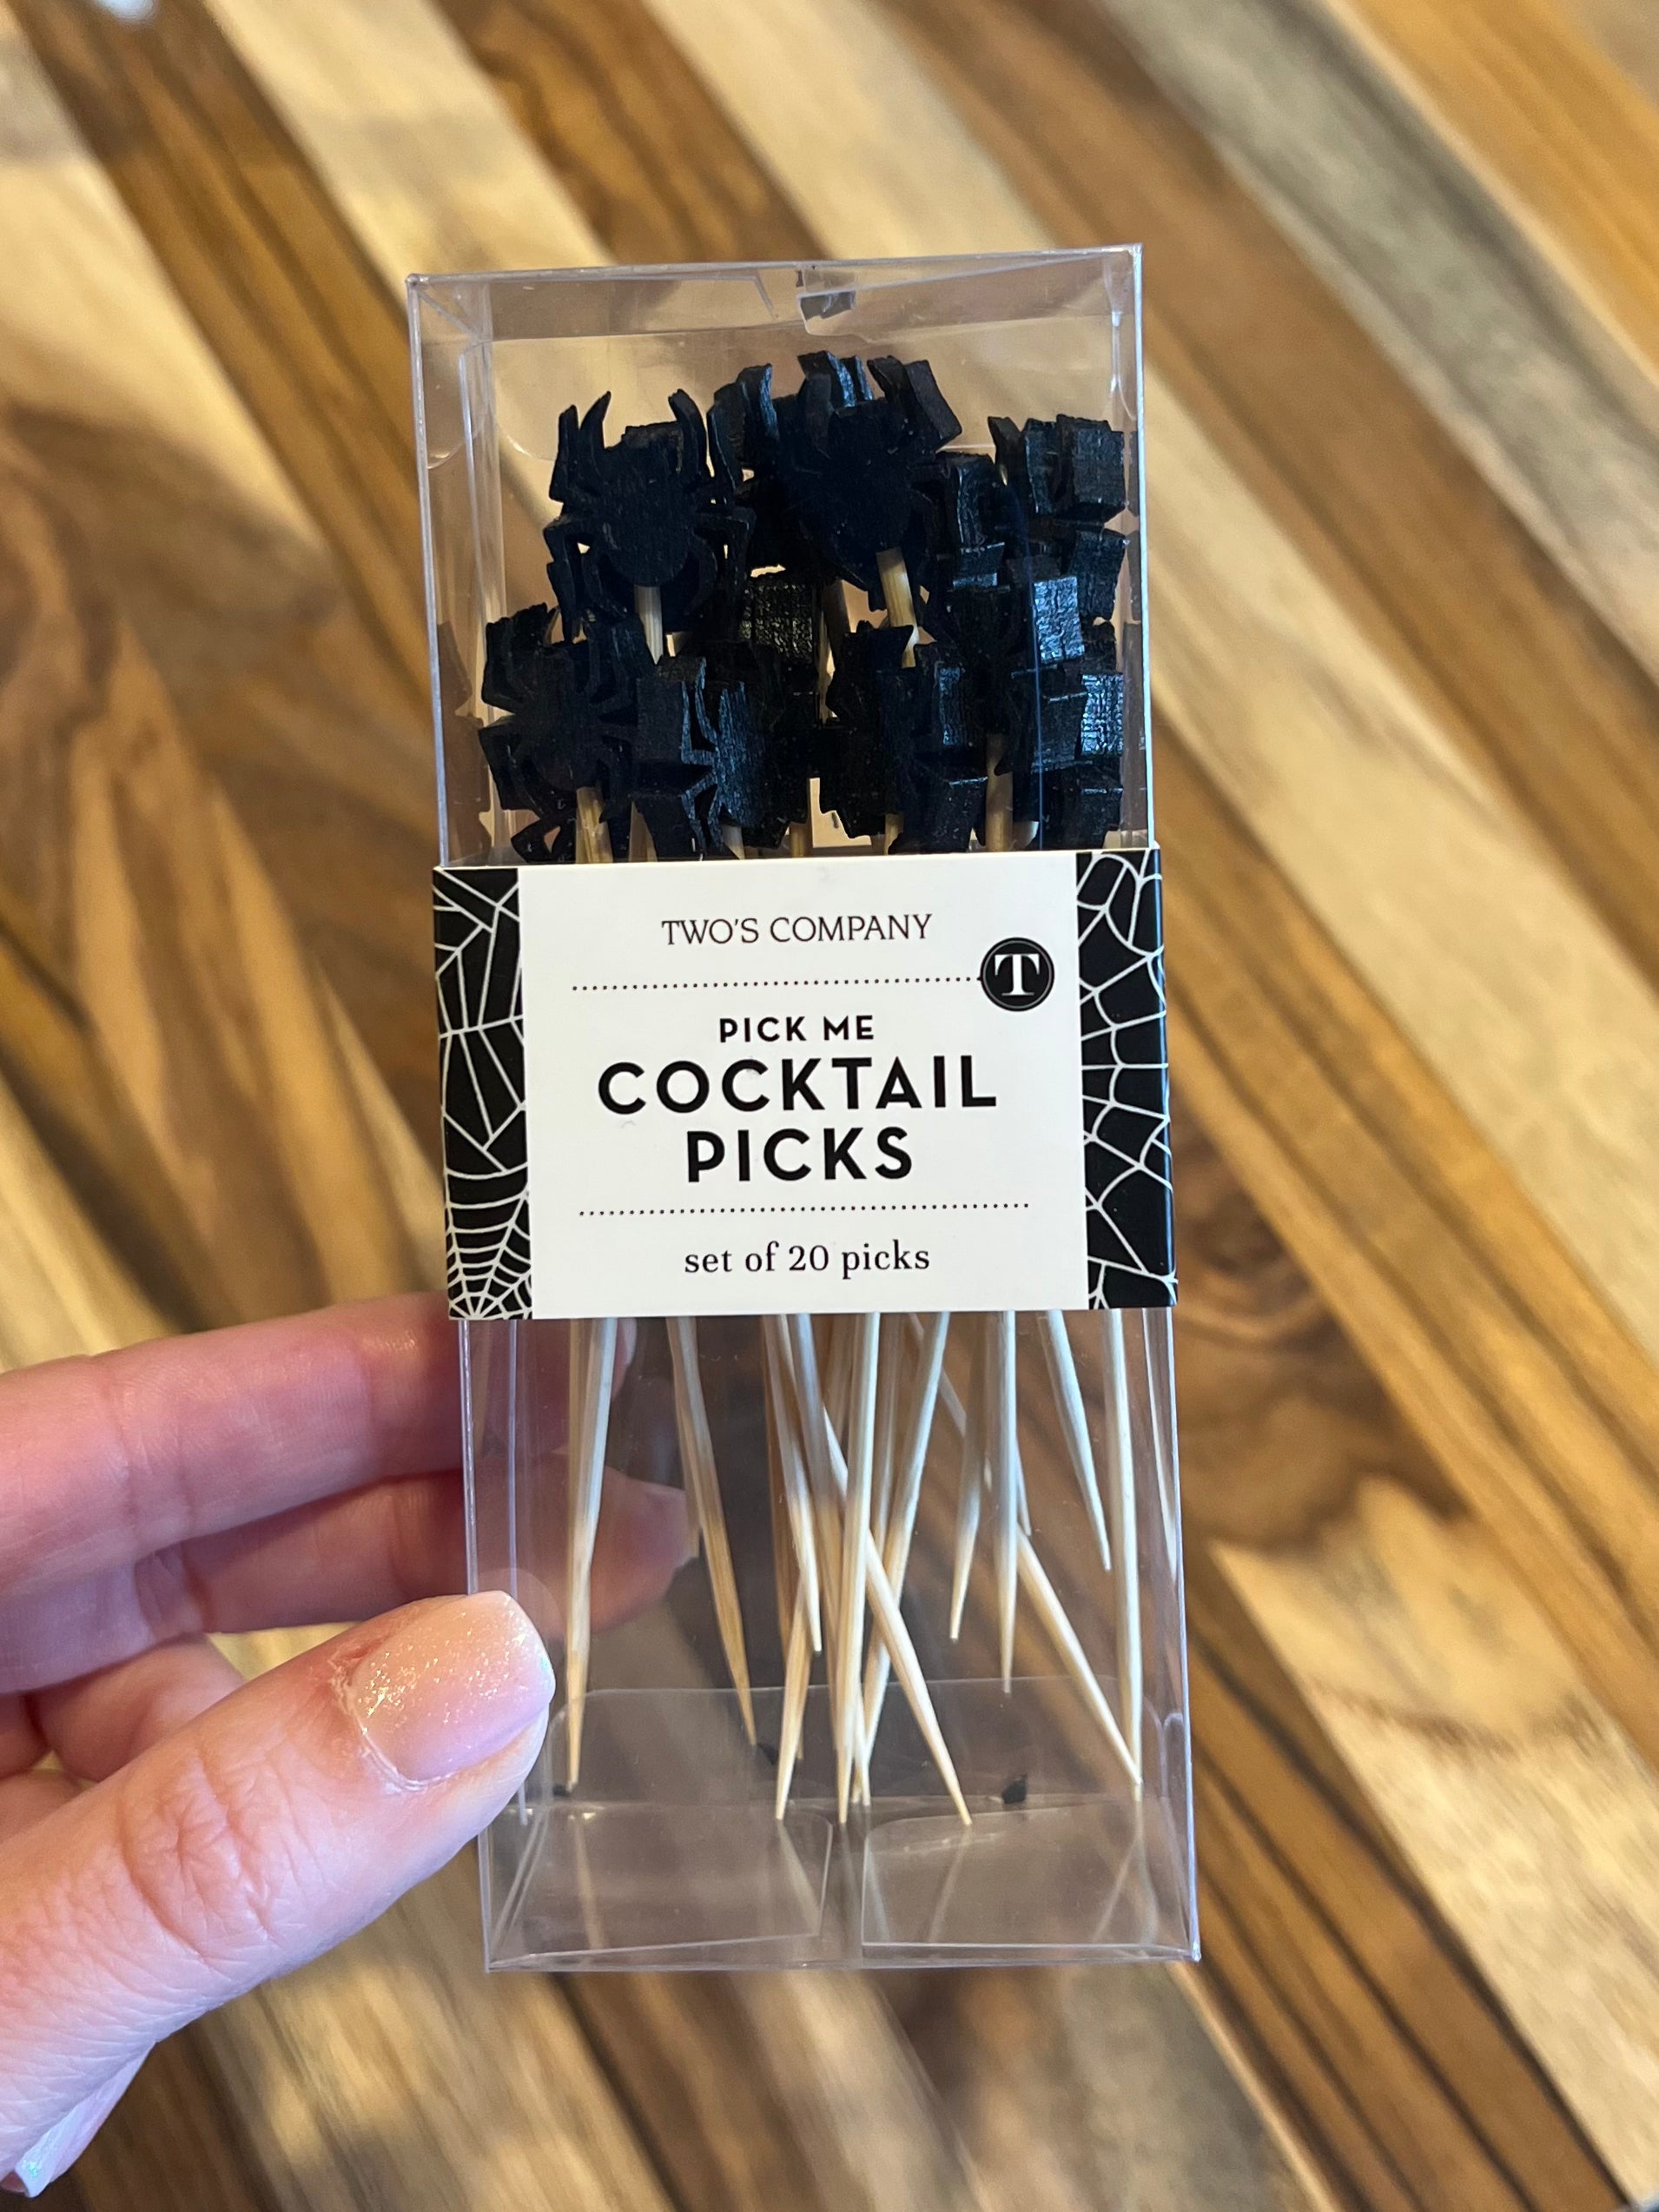 TWO'S COMPANY
T
PICK ME
COCKTAIL
PICKS
set of 20 picks